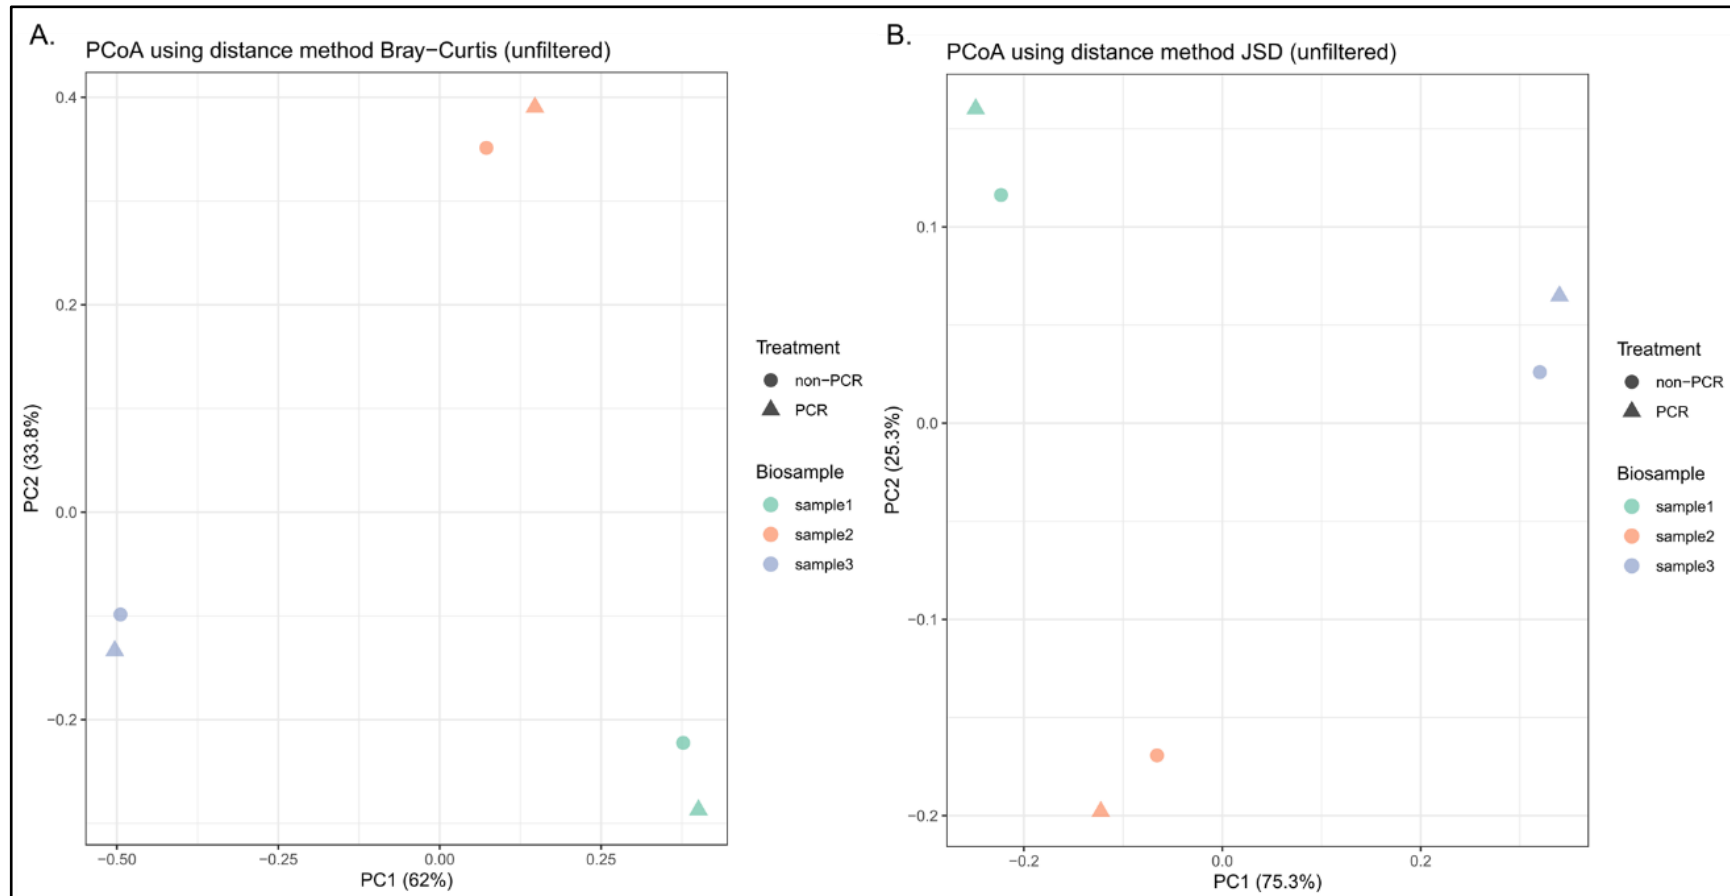 A.
PCoA using distance method Bray−Curtis (unfiltered)
0.4
0.2
0.0
−0.2
−0.50
−0.25
0.00
0.25
PC1 (62%)
PC2 (33.8%)
Treatment
non−PCR
PCR
Biosample
sample1
sample2
sample3
B.
PCoA using distance method JSD (unfiltered)
0.1
0.0
−0.1
−0.2
−0.2
0.0
0.2
PC1 (75.3%)
PC2 (25.3%)
Treatment
non−PCR
PCR
Biosample
sample1
sample2
sample3